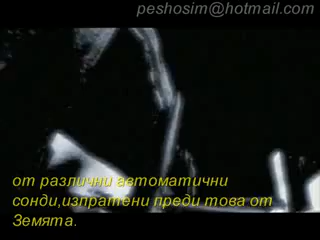 peshosim@hotmail.com
от различни автоматични
сонди,изпратени преди това от
Земята.